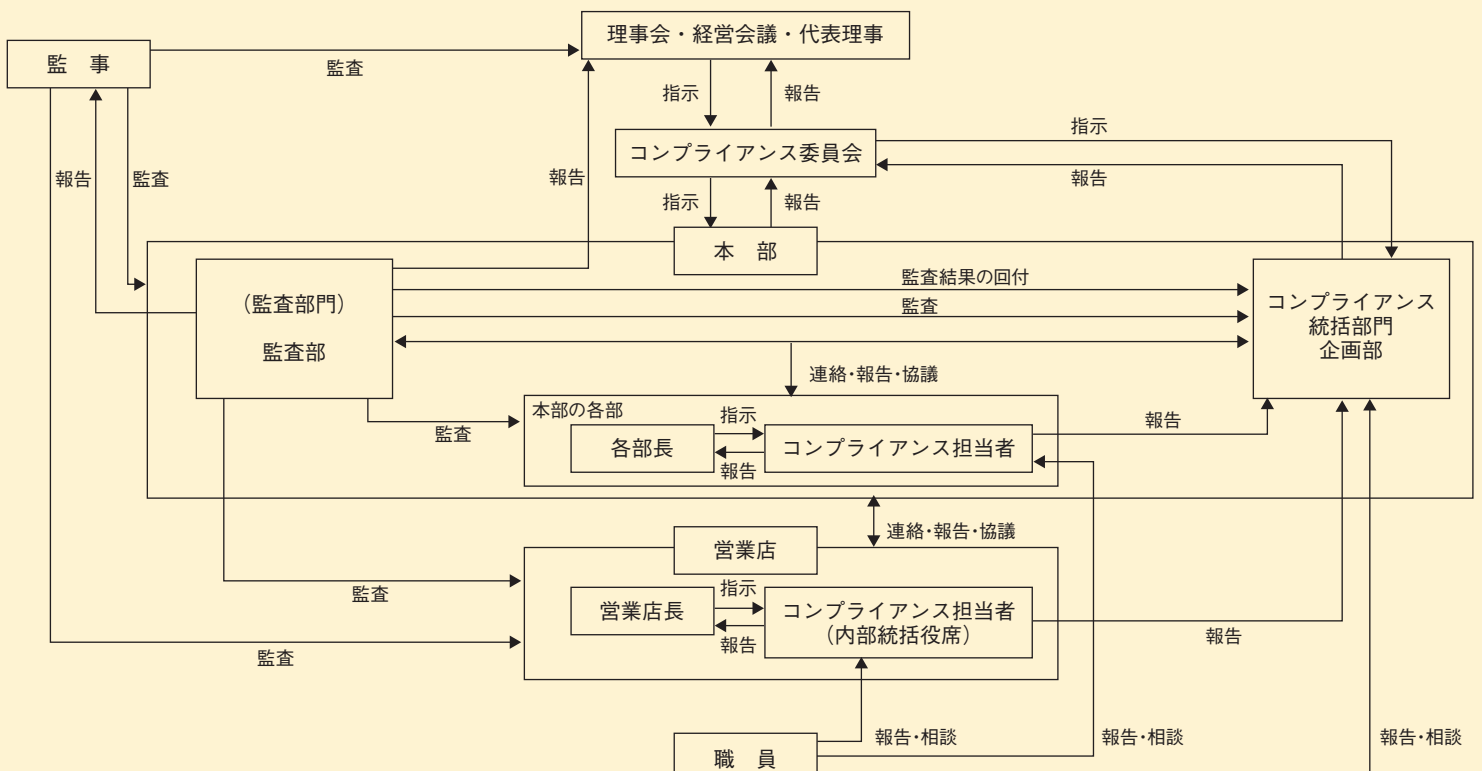 理事会・経営会議・代表理事
監　事
監査
指示
報告
コンプライアンス委員会
指示
報告
報告
監査
報告
指示
報告
本　部
(監査部門)
監査部
監査結果の回付
監査
連絡・報告・協議
コンプライアンス
統括部門
企画部
監査
本部の各部
各部長
指示
報告
コンプライアンス担当者
報告
連絡・報告・協議
営業店
監査
営業店長
指示
報告
コンプライアンス担当者
(内部統括役席)
報告
監査
職　員
報告・相談
報告・相談
報告・相談